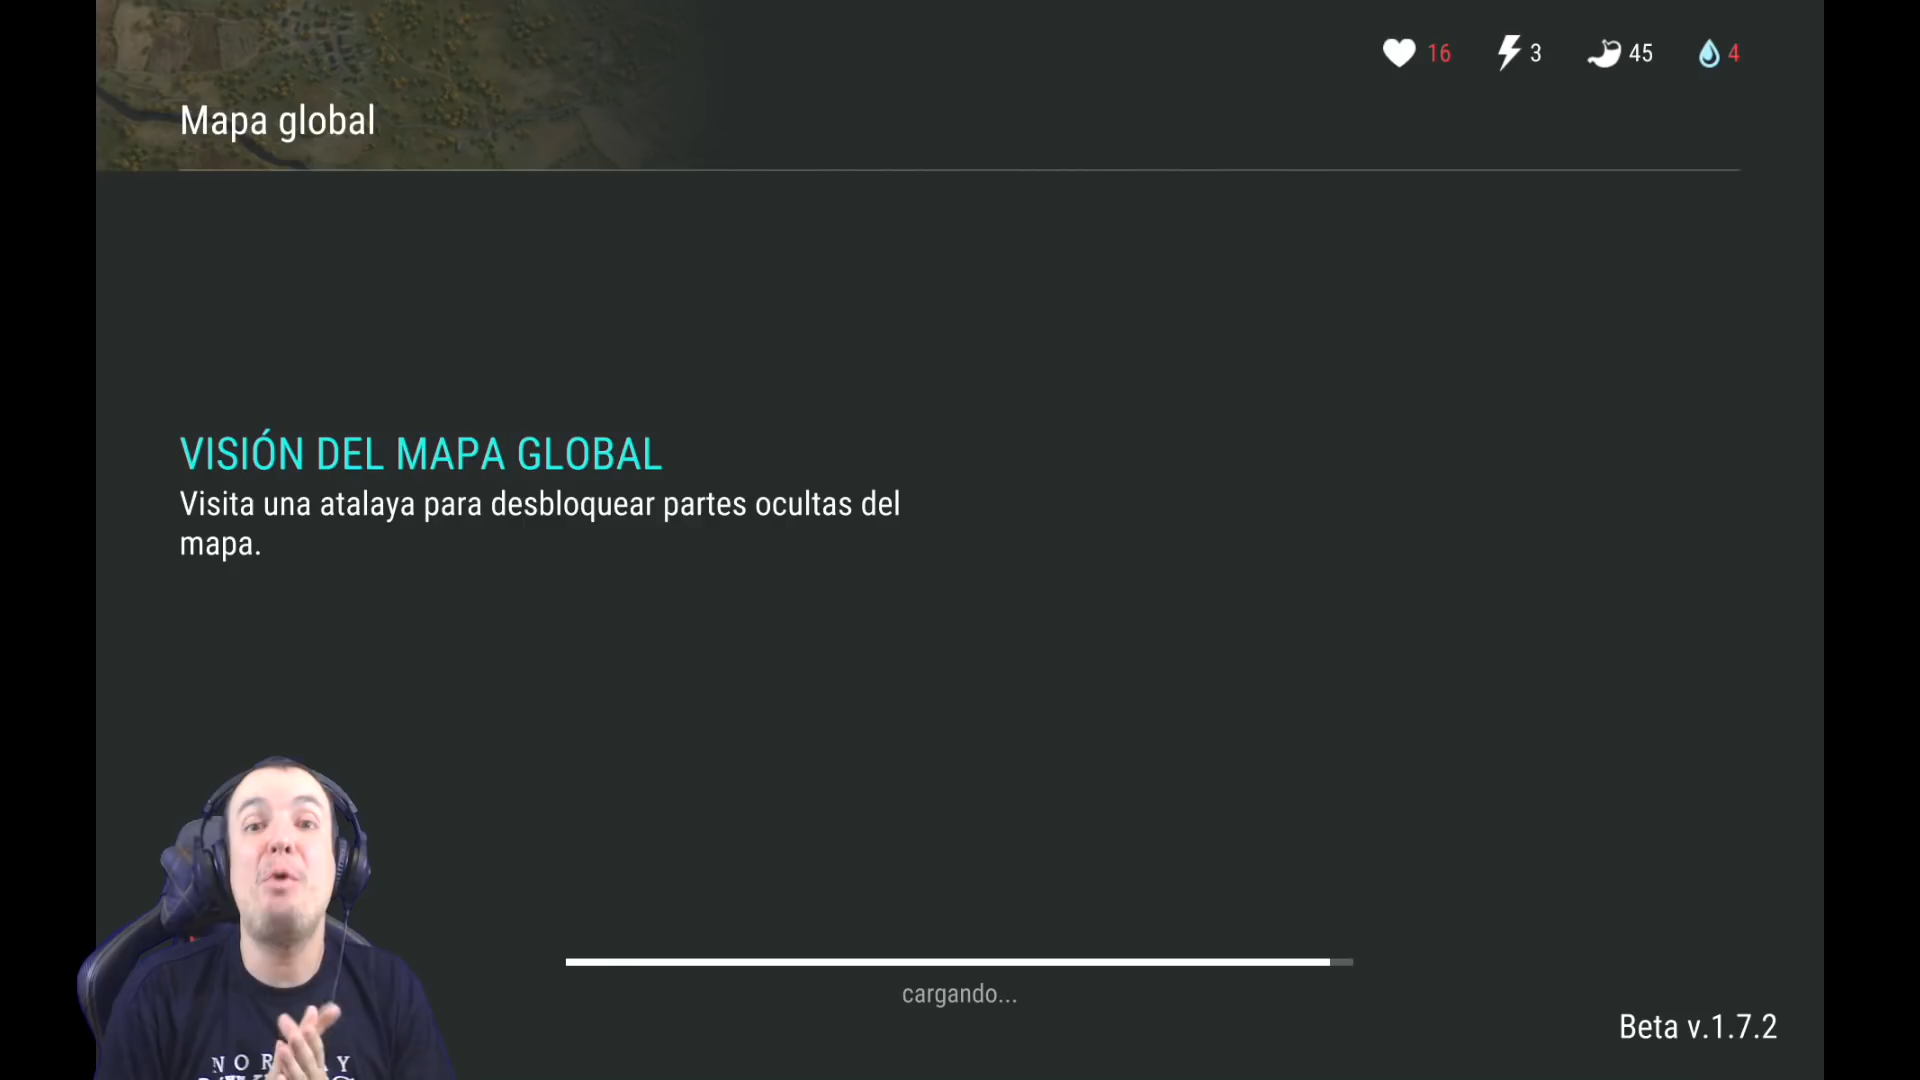 16 3 45 4
Mapa global
VISIÓN DEL MAPA GLOBAL
Visita una atalaya para desbloquear partes ocultas del
mapa.
cargando...
Beta v.1.7.2